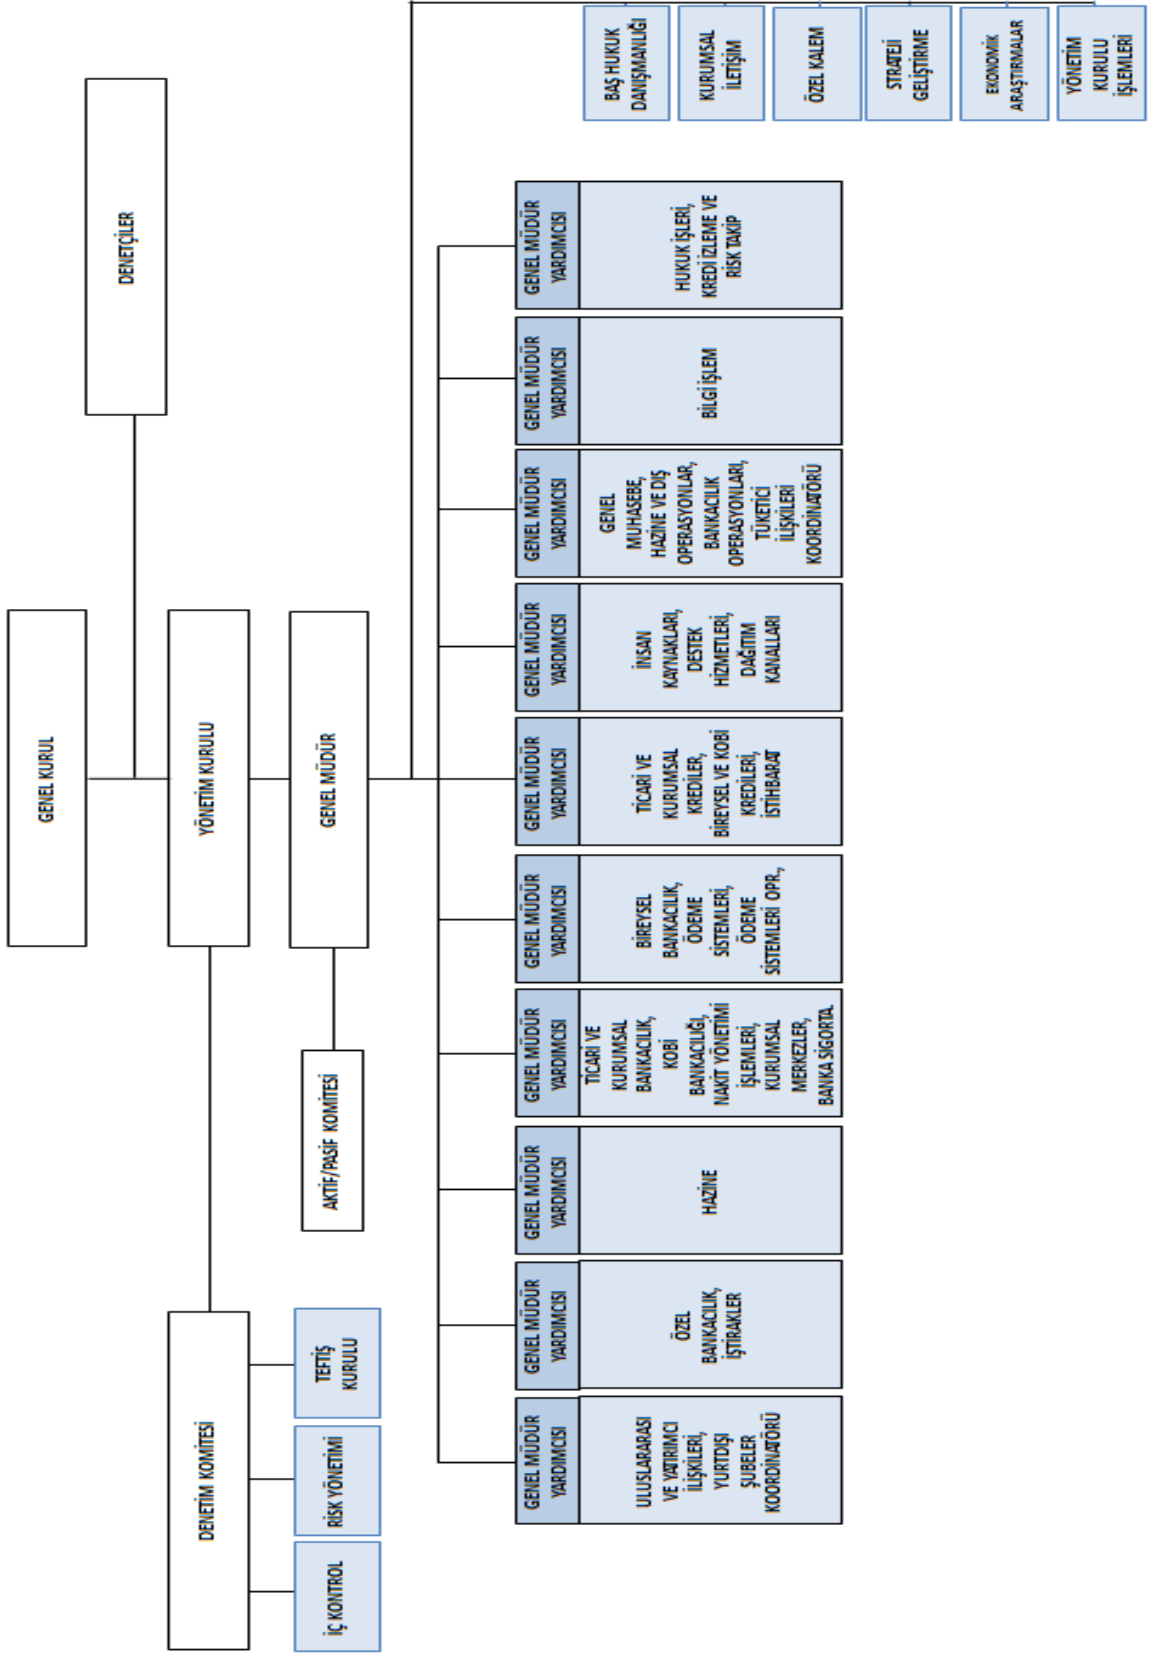 GENEL KURUL
DENETÇİLER
YÖNETİM KURULU
DENETİM KOMİTESİ
İÇ KONTROL
RİSK YÖNETİMİ
TEFTİŞ
KURULU
GENEL MÜDÜR
AKTİF/PASİF KOMİTESİ
GENEL MÜDÜR
YARDIMCISI
ULUSLARARASI
VE YATIRIMCI
İLİŞKİLERİ,
YURTDIŞI
ŞUBELER
KOORDİNATÖRÜ
GENEL MÜDÜR
YARDIMCISI
ÖZEL
BANKACILIK,
İŞTİRAKLER
GENEL MÜDÜR
YARDIMCISI
HAZİNE
GENEL MÜDÜR
YARDIMCISI
TİCARİ VE
KURUMSAL
BANKACILIK,
KOBİ
BANKACILIĞI,
NAKİT YÖNETİMİ
İŞLEMLERİ,
KURUMSAL
MERKEZLER,
BANKA SİGORTA.
GENEL MÜDÜR
YARDIMCISI
BİREYSEL
BANKACILIK,
ÖDEME
SİSTEMLERİ,
ÖDEME
SİSTEMLERİ OPR.,
GENEL MÜDÜR
YARDIMCISI
TİCARİ VE
KURUMSAL
KREDİLER,
BİREYSEL VE KOBİ
KREDİLERİ,
İSTİHBARAT
GENEL MÜDÜR
YARDIMCISI
İNSAN
KAYNAKLARI,
DESTEK
HİZMETLERİ,
DAĞITIM
KANALLARI
GENEL MÜDÜR
YARDIMCISI
GENEL
MUHASEBE,
HAZİNE VE DIŞ
OPERASYONLAR,
BANKACILIK
OPERASYONLARI,
TÜKETİCİ
İLİŞKİLERİ
KOORDİNATÖRÜ
GENEL MÜDÜR
YARDIMCISI
BİLGİ İŞLEM
GENEL MÜDÜR
YARDIMCISI
HUKUK İŞLERİ,
KREDİ İZLEME VE
RİSK TAKİP
BAŞ HUKUK
DANIŞMANLIĞI
KURUMSAL
İLETİŞİM
ÖZEL KALEM
STRATEJİ
GELİŞTİRME
EKONOMİK
ARAŞTIRMALAR
YÖNETİM
KURULU
İŞLEMLERİ